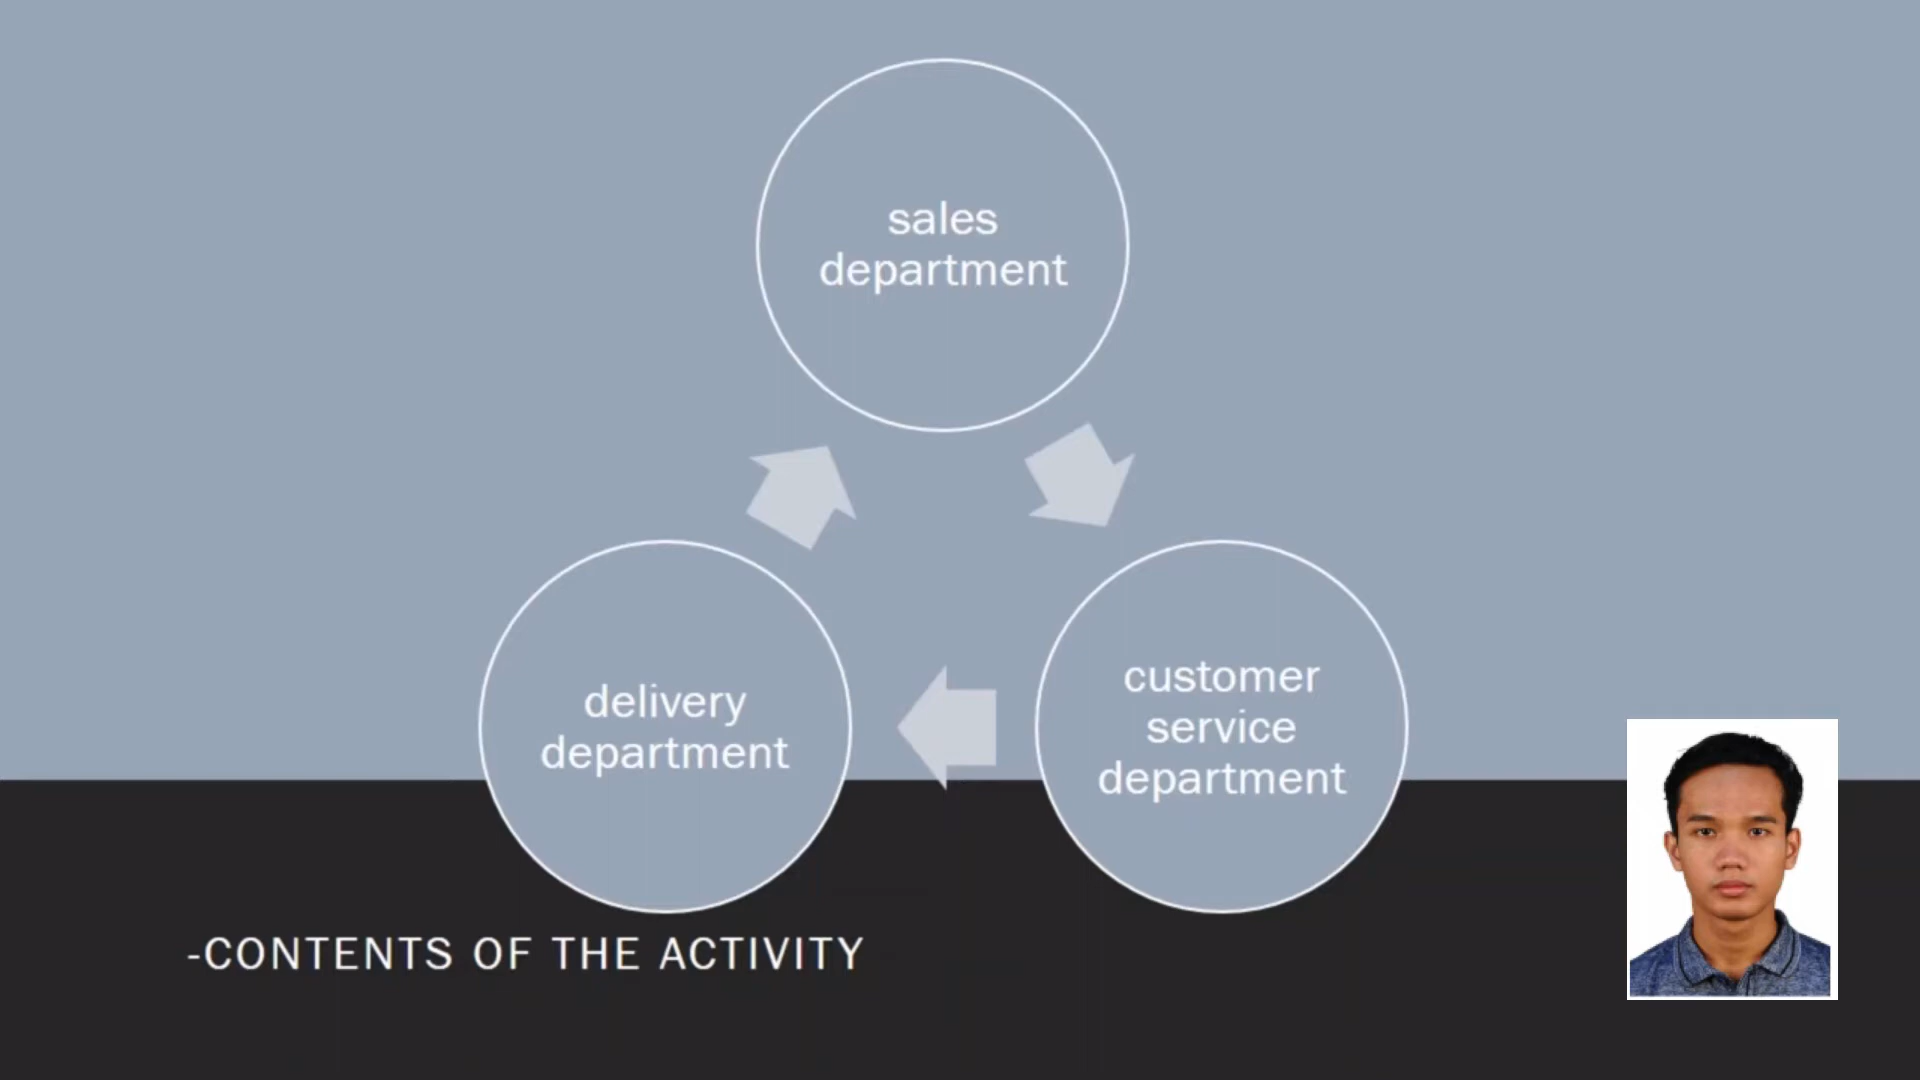 sales
department
delivery
department
customer
service
department
-CONTENTS OF THE ACTIVITY